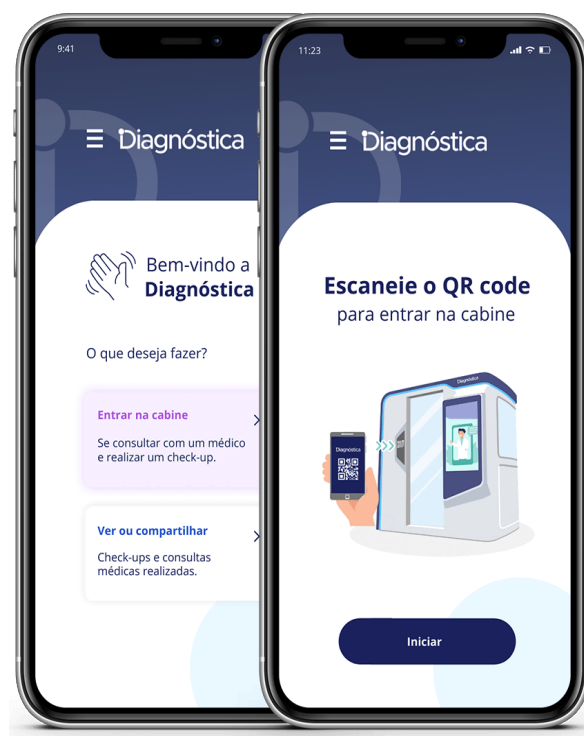 9:41
Diagnóstica
Bem-vindo a
Diagnóstica
O que deseja fazer?
Entrar na cabine
Se consultar com um médico
e realizar um check-up.
Ver ou compartilhar
Check-ups e consultas
médicas realizadas.
11:23
Diagnóstica
Escaneie o QR code
para entrar na cabine
Diagnóstica
Diagnóstica
Iniciar